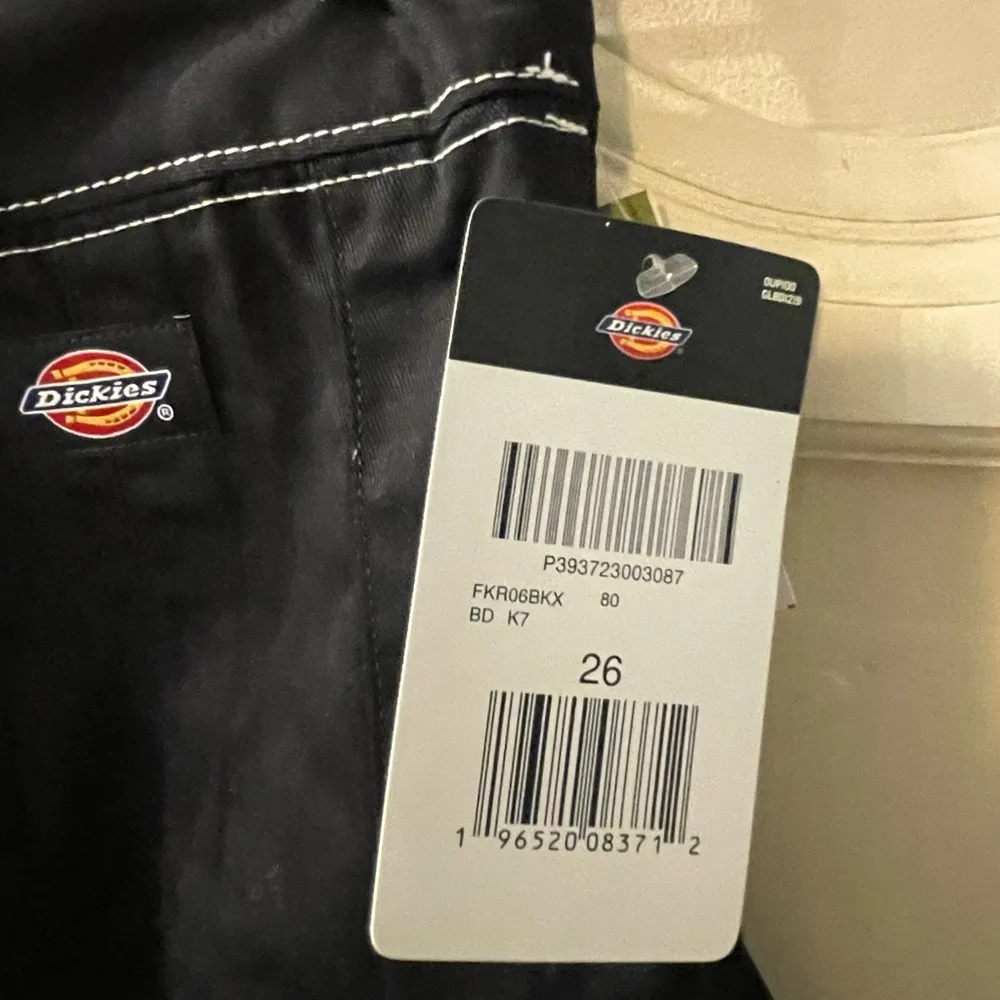 Dickies
®
Dickies
P393723003087
FKR06BKX 80
BD K7
26
1 96520 08371 2